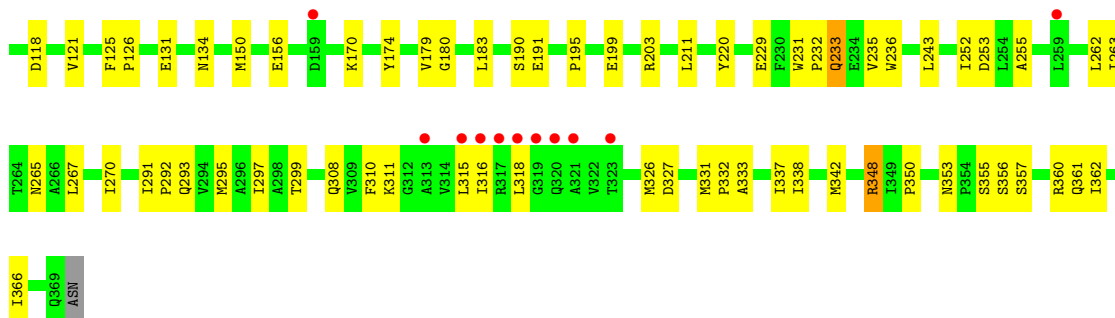 D118 V121 F125 P126 E131 N134 M150 E156 D159 K170 Y174 V179 G180 L183 S190 E191 P195 E199 R203 L211 Y220 E229 F230 W231 P232 Q233 E234 V235 W236 L243 I252 D253 L254 A255 L259 L262 I263
T264 N265 A266 L267 I270 I291 P292 Q293 V294 M295 A296 I297 A298 T299 Q308 V309 F310 K311 G312 A313 V314 L315 I316 R317 L318 G319 Q320 A321 V322 T323 M326 D327 M331 P332 A333 I337 I338 M342 R348 I349 P350 N353 P354 S355 S356 S357 R360 Q361 I362
I366 Q369 ASN